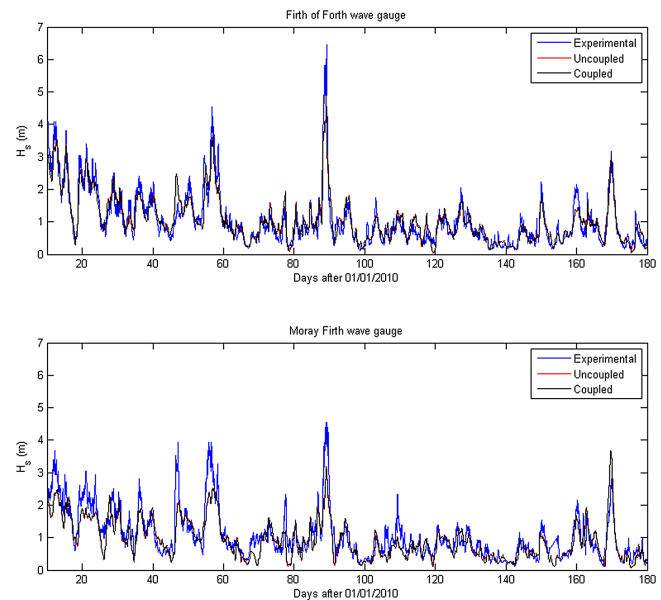 Firth of Forth wave gauge
7
6
5
4
3
2
1
0
H_s (m)
Experimental
Uncoupled
Coupled
20 40 60 80 100 120 140 160 180
Days after 01/01/2010
Moray Firth wave gauge
7
6
5
4
3
2
1
0
H_s (m)
Experimental
Uncoupled
Coupled
20 40 60 80 100 120 140 160 180
Days after 01/01/2010